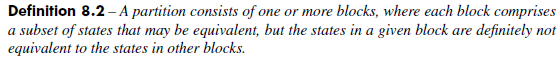 Definition 8.2 – A partition consists of one or more blocks, where each block comprises
a subset of states that may be equivalent, but the states in a given block are definitely not
equivalent to the states in other blocks.